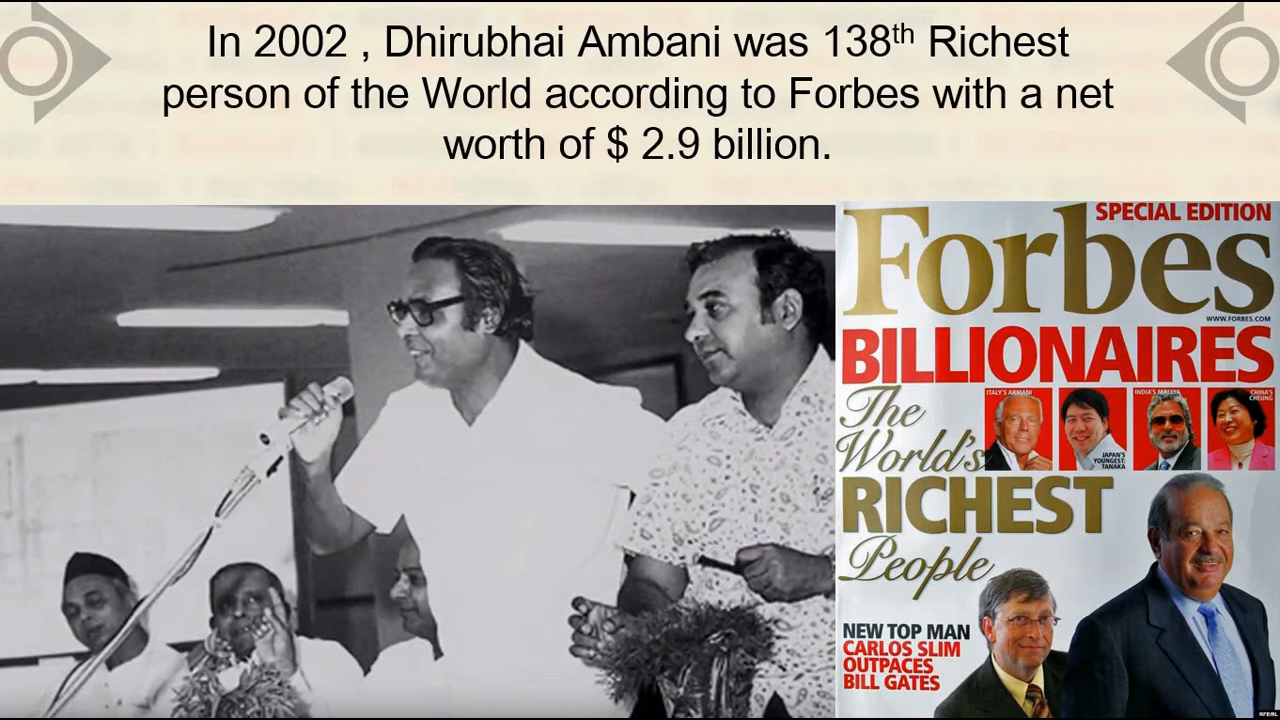 In 2002 , Dhirubhai Ambani was 138th Richest
person of the World according to Forbes with a net
worth of $ 2.9 billion.
SPECIAL EDITION
Forbes
WWW.FORBES.COM
BILLIONAIRES
The
World's
ITALY'S ARMANI
JAPAN'S
YOUNGEST:
TANAKA
INDIA'S MALLYA
CHINA'S
CHEUNG
RICHEST
People
NEW TOP MAN
CARLOS SLIM
OUTPACES
BILL GATES
RFE/RL